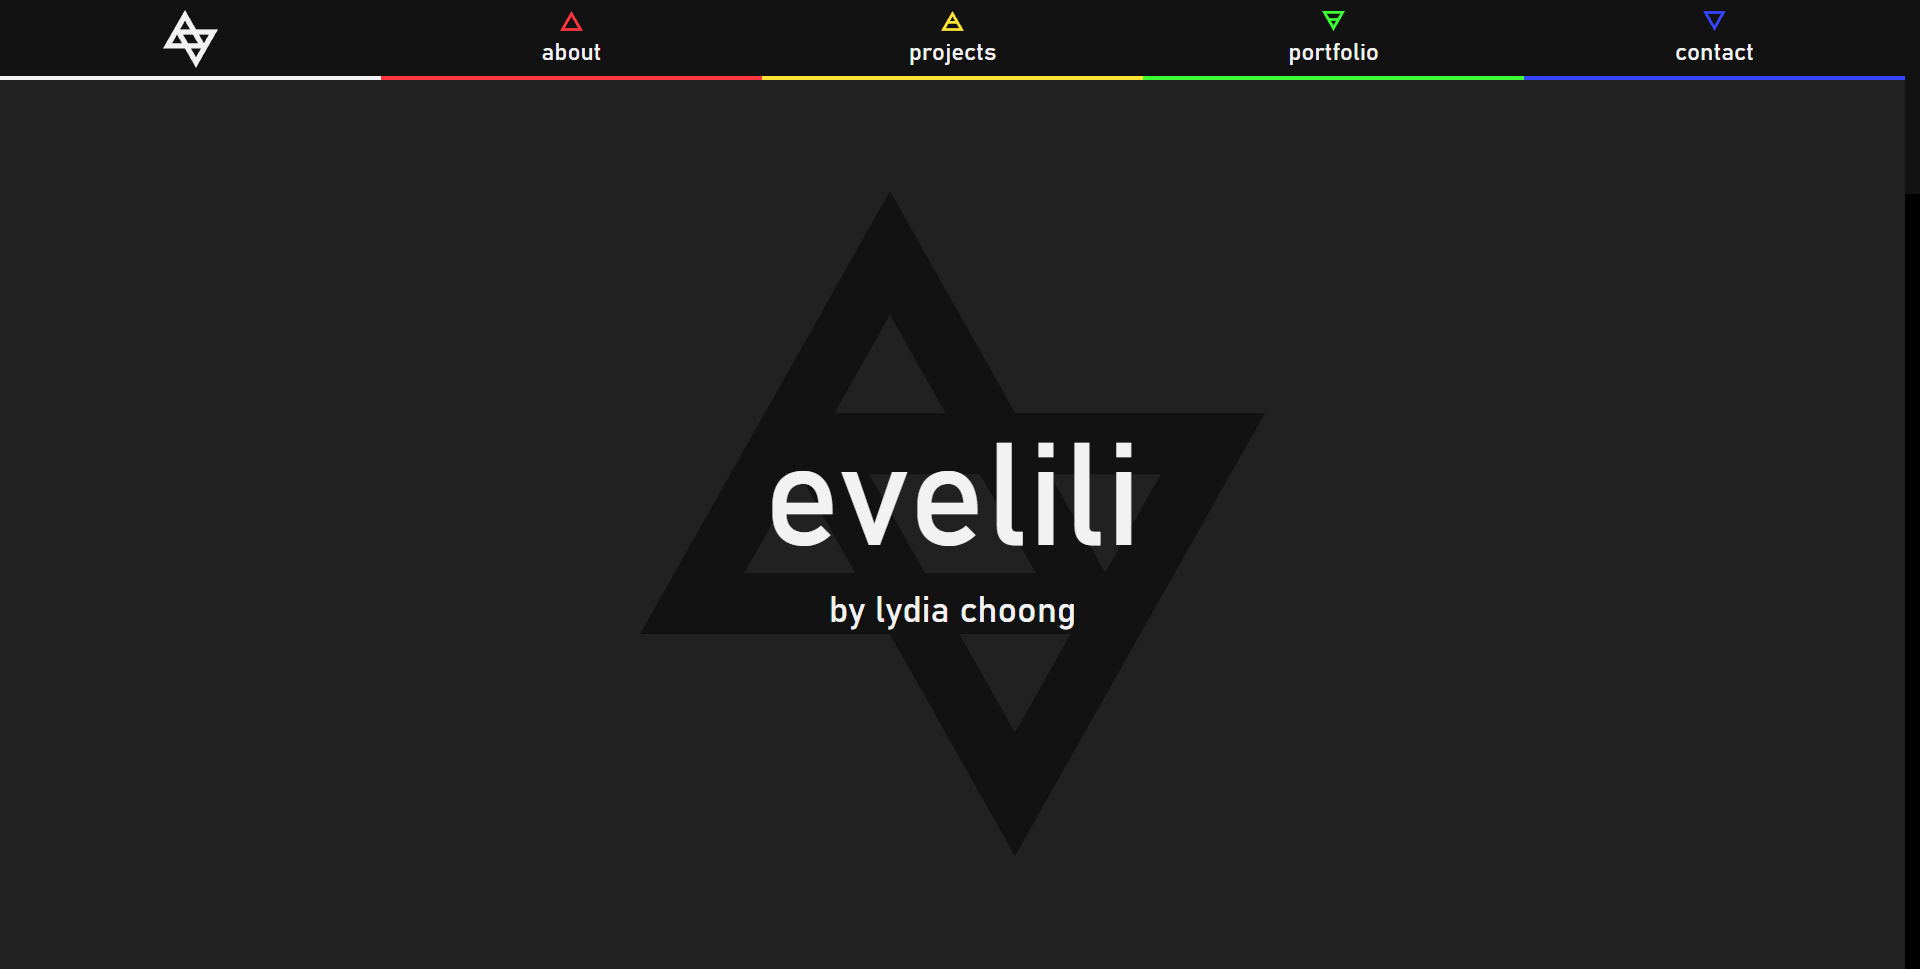 about
projects
portfolio
contact
evelili
by lydia choong